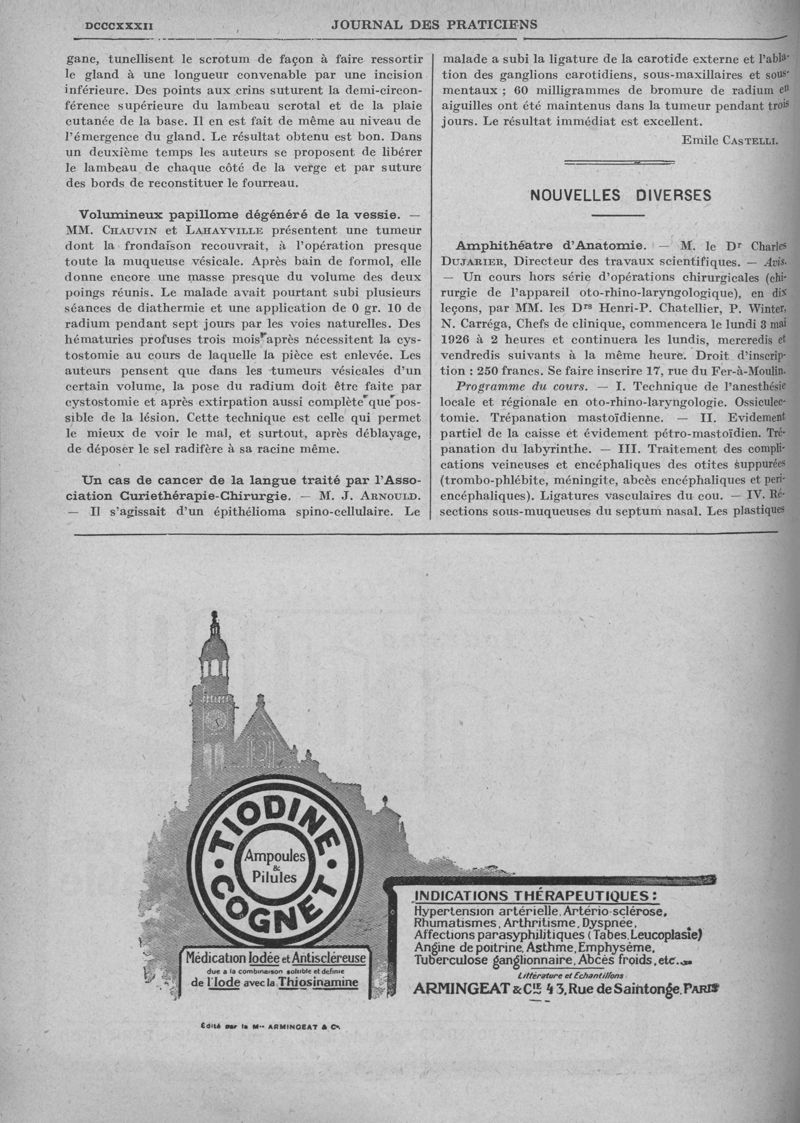 DCCCXXXII
JOURNAL DES PRATICIENS
gane, tunellisent le scrotum de façon à faire ressortir
le gland à une longueur convenable par une incision
inférieure. Des points aux crins suturent la demi-circon-
férence supérieure du lambeau scrotal et de la plaie
cutanée de la base. Il en est fait de même au niveau de
l'émergence du gland. Le résultat obtenu est bon. Dans
un deuxième temps les auteurs se proposent de libérer
le lambeau de chaque côté de la verge et par suture
des bords de reconstituer le fourreau.
Volumineux papillome dégénéré de la vessie. —
MM. CHAUVIN et LAHAYVILLE présentent une tumeur
dont la frondaison recouvrait, à l'opération presque
toute la muqueuse vésicale. Après bain de formol, elle
donne encore une masse presque du volume des deux
poings réunis. Le malade avait pourtant subi plusieurs
séances de diathermie et une application de 0 gr. 10 de
radium pendant sept jours par les voies naturelles. Des
hématuries profuses trois mois après nécessitent la cys-
tostomie au cours de laquelle la pièce est enlevée. Les
auteurs pensent que dans les tumeurs vésicales d'un
certain volume, la pose du radium doit être faite par
cystostomie et après extirpation aussi complète que pos-
sible de la lésion. Cette technique est celle qui permet
le mieux de voir le mal, et surtout, après déblayage,
de déposer le sel radifère à sa racine même.
Un cas de cancer de la langue traité par l'Asso-
ciation Curiethérapie-Chirurgie. — M. J. ARNOULD.
— Il s'agissait d'un épithélioma spino-cellulaire. Le
malade a subi la ligature de la carotide externe et l'abla-
tion des ganglions carotidiens, sous-maxillaires et sous-
mentaux ; 60 milligrammes de bromure de radium en
aiguilles ont été maintenus dans la tumeur pendant trois
jours. Le résultat immédiat est excellent.
Emile CASTELLI.
NOUVELLES DIVERSES
Amphithéatre d'Anatomie. — M. le Dr Charles
DUJARIER, Directeur des travaux scientifiques. — Avis.
— Un cours hors série d'opérations chirurgicales (chi-
rurgie de l'appareil oto-rhino-laryngologique), en dix
leçons, par MM. les Drs Henri-P. Chatellier, P. Winter,
N. Carréga, Chefs de clinique, commencera le lundi 3 mai
1926 à 2 heures et continuera les lundis, mercredis et
vendredis suivants à la même heure. Droit d'inscrip-
tion : 250 francs. Se faire inscrire 17, rue du Fer-à-Moulin.
Programme du cours. — I. Technique de l'anesthésie
locale et régionale en oto-rhino-laryngologie. Ossiculec-
tomie. Trépanation mastoïdienne. — II. Evidement
partiel de la caisse et évidement pétro-mastoïdien. Tré-
panation du labyrinthe. — III. Traitement des compli-
cations veineuses et encéphaliques des otites suppurées
(trombo-phlébite, méningite, abcès encéphaliques et peri-
encéphaliques). Ligatures vasculaires du cou. — IV. Ré-
sections sous-muqueuses du septum nasal. Les plastiques
TIODINE
COGNET
Ampoules
&
Pilules
Médication Iodée et Antiscléreuse
due a la combinaison soluble et définie
de l'Iode avec la Thiosinamine
INDICATIONS THÉRAPEUTIQUES :
Hypertension artérielle, Artério-sclérose,
Rhumatismes, Arthritisme, Dyspnée,
Affections parasyphilitiques (Tabes, Leucoplasie)
Angine de poitrine, Asthme, Emphysème,
Tuberculose ganglionnaire, Abcès froids, etc...
Littérature et Echantillons
ARMINGEAT & CIE 43, Rue de Saintonge, PARIS
Édité par la Mon ARMINGEAT & Cie